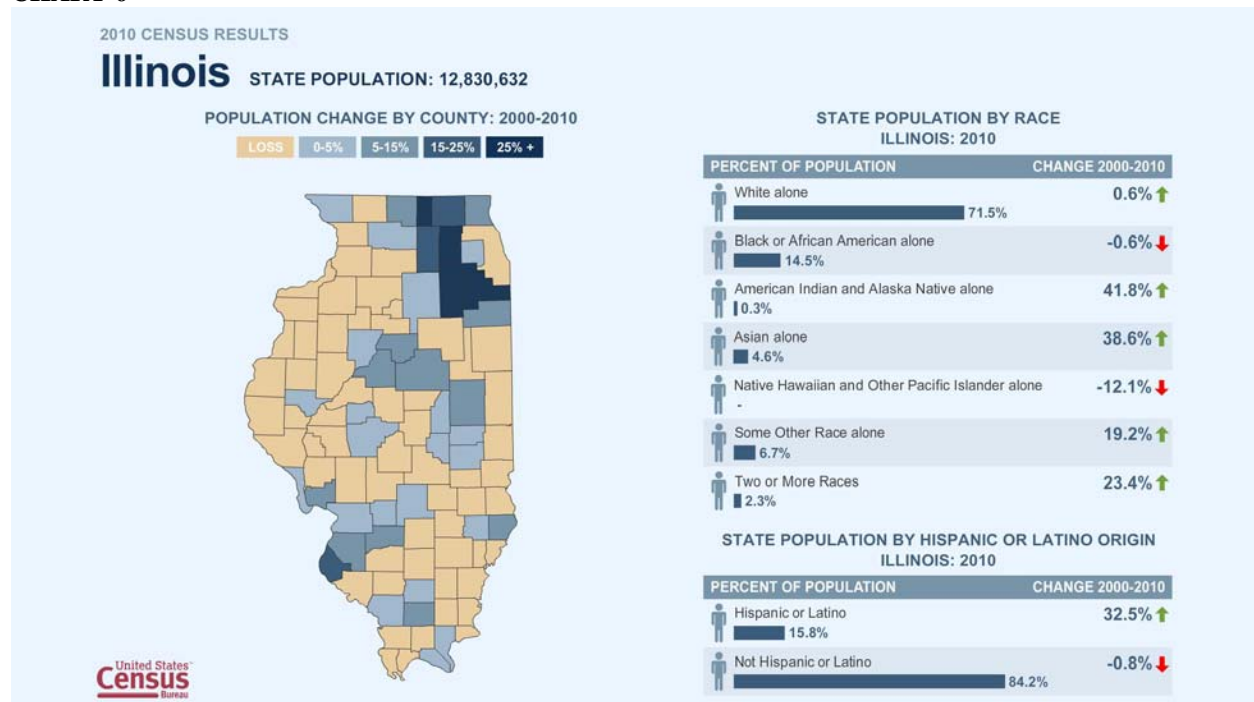 2010 CENSUS RESULTS
Illinois STATE POPULATION: 12,830,632
POPULATION CHANGE BY COUNTY: 2000-2010
LOSS 0-5% 5-15% 15-25% 25% +
STATE POPULATION BY RACE
ILLINOIS: 2010
PERCENT OF POPULATION CHANGE 2000-2010
White alone 0.6%
71.5%
Black or African American alone -0.6%
14.5%
American Indian and Alaska Native alone 41.8%
0.3%
Asian alone 38.6%
4.6%
Native Hawaiian and Other Pacific Islander alone -12.1%
-
Some Other Race alone 19.2%
6.7%
Two or More Races 23.4%
2.3%
STATE POPULATION BY HISPANIC OR LATINO ORIGIN
ILLINOIS: 2010
PERCENT OF POPULATION CHANGE 2000-2010
Hispanic or Latino 32.5%
15.8%
Not Hispanic or Latino -0.8%
84.2%
United States™
Census
Bureau